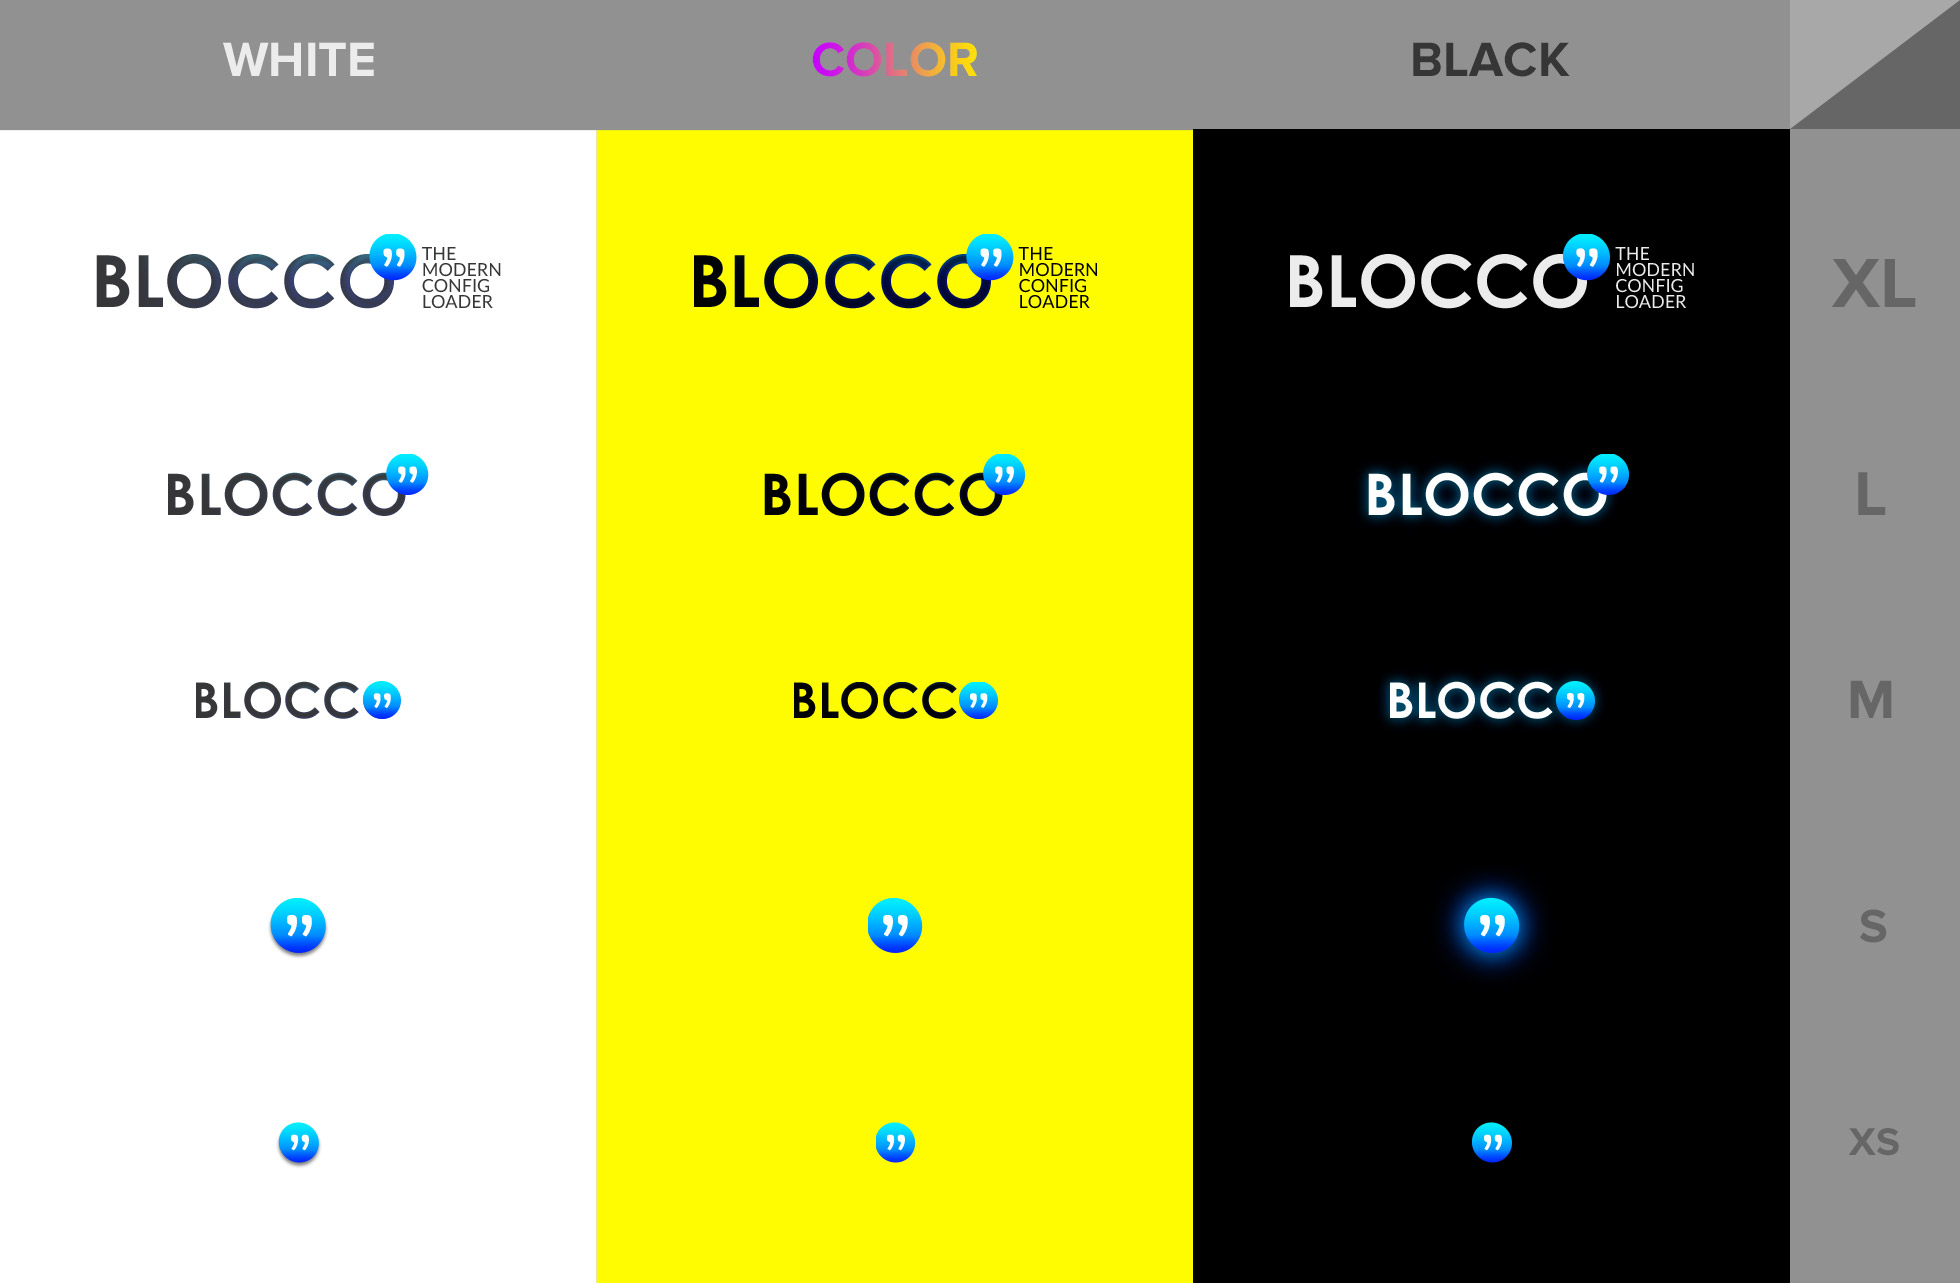 WHITE COLOR BLACK
BLOCCO” THE MODERN CONFIG LOADER
BLOCCO” THE MODERN CONFIG LOADER
BLOCCO” THE MODERN CONFIG LOADER
XL
BLOCCO” BLOCCO” BLOCCO” L
BLOCC” BLOCC” BLOCC” M
” ” ” S
” ” ” XS